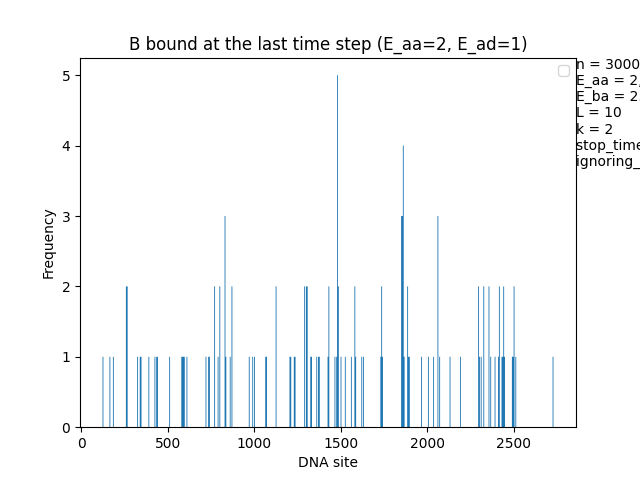 B bound at the last time step (E_aa=2, E_ad=1)
n = 3000
E_aa = 2,
E_ba = 2
L = 10
k = 2
stop_time
ignoring_
Frequency
5
4
3
2
1
0
0 500 1000 1500 2000 2500
DNA site